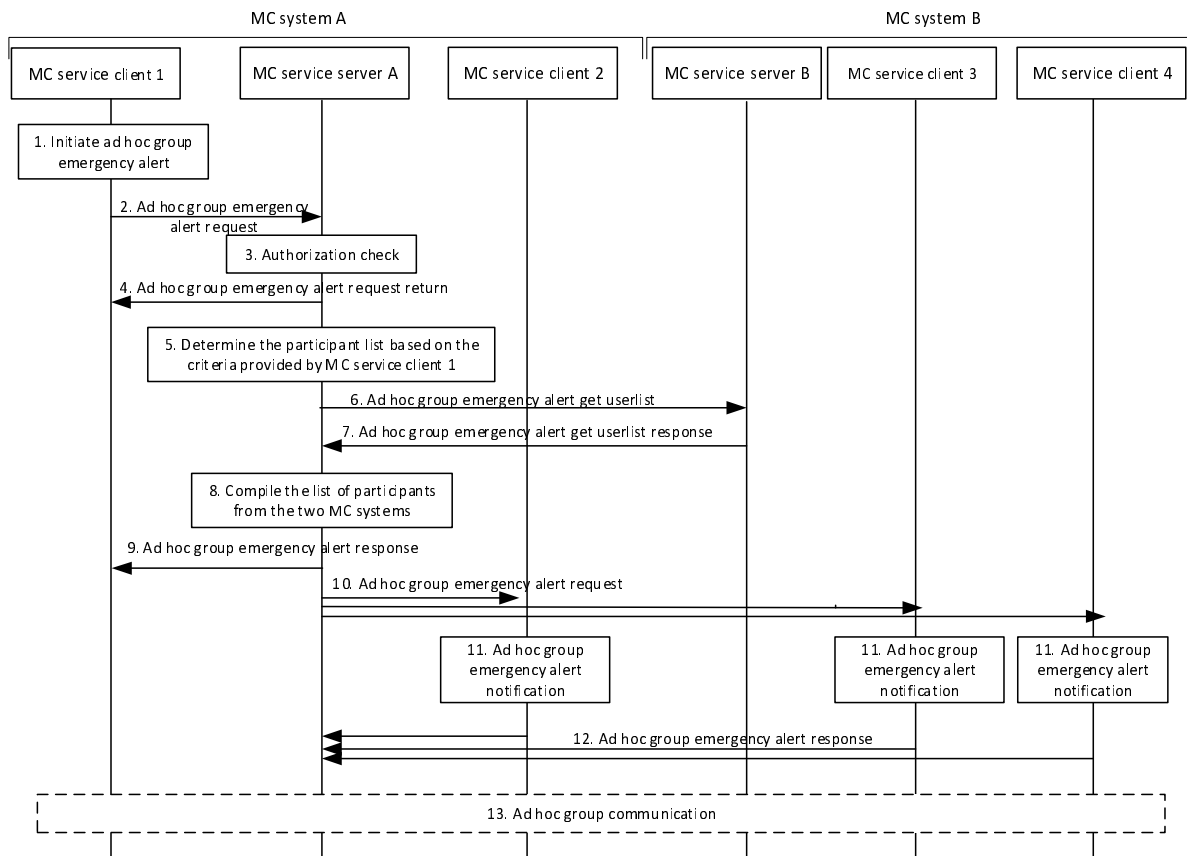 MC system A
MC system B
MC service client 1
MC service server A
MC service client 2
MC service server B
MC service client 3
MC service client 4
1. Initiate ad hoc group
emergency alert
2. Ad hoc group emergency
alert request
3. Authorization check
4. Ad hoc group emergency alert request return
5. Determine the participant list based on the
criteria provided by MC service client 1
6. Ad hoc group emergency alert get userlist
7. Ad hoc group emergency alert get userlist response
8. Compile the list of participants
from the two MC systems
9. Ad hoc group emergency alert response
10. Ad hoc group emergency alert request
11. Ad hoc group
emergency alert
notification
11. Ad hoc group
emergency alert
notification
11. Ad hoc group
emergency alert
notification
12. Ad hoc group emergency alert response
13. Ad hoc group communication